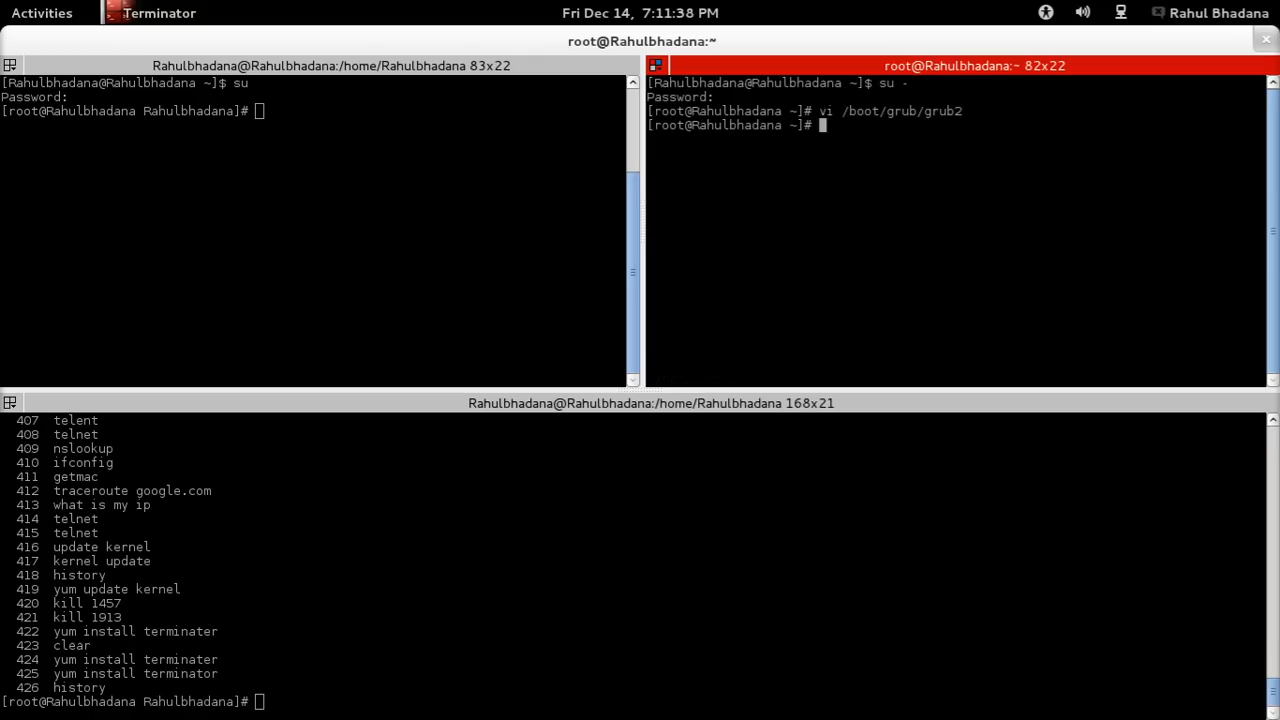 Activities Terminator Fri Dec 14, 7:11:38 PM Rahul Bhadana
root@Rahulbhadana:~
Rahulbhadana@Rahulbhadana:/home/Rahulbhadana 83x22
[Rahulbhadana@Rahulbhadana ~]$ su
Password:
[root@Rahulbhadana Rahulbhadana]#
root@Rahulbhadana:~ 82x22
[Rahulbhadana@Rahulbhadana ~]$ su -
Password:
[root@Rahulbhadana ~]# vi /boot/grub/grub2
[root@Rahulbhadana ~]#
Rahulbhadana@Rahulbhadana:/home/Rahulbhadana 168x21
407 telent
408 telnet
409 nslookup
410 ifconfig
411 getmac
412 traceroute google.com
413 what is my ip
414 telnet
415 telnet
416 update kernel
417 kernel update
418 history
419 yum update kernel
420 kill 1457
421 kill 1913
422 yum install terminater
423 clear
424 yum install terminater
425 yum install terminator
426 history
[root@Rahulbhadana Rahulbhadana]#